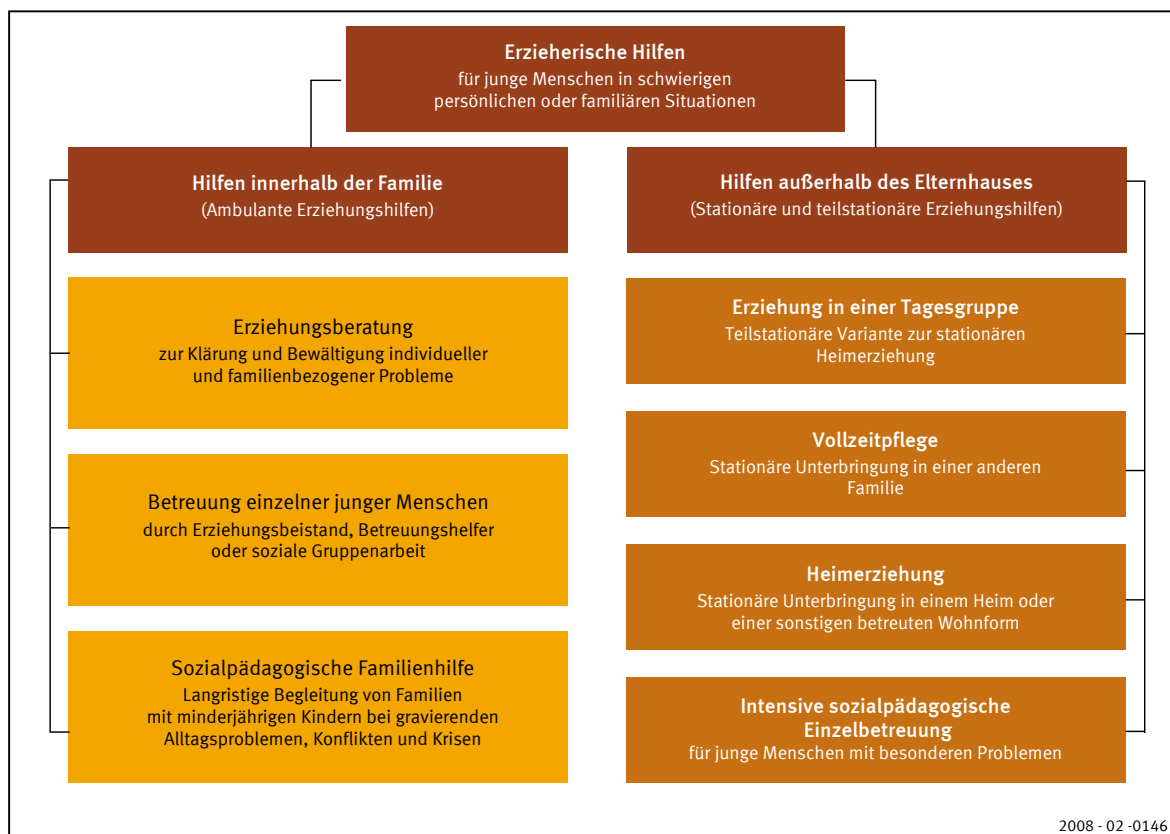 Erzieherische Hilfen
für junge Menschen in schwierigen
persönlichen oder familiären Situationen
Hilfen innerhalb der Familie
(Ambulante Erziehungshilfen)
Erziehungsberatung
zur Klärung und Bewältigung individueller
und familienbezogener Probleme
Betreuung einzelner junger Menschen
durch Erziehungsbeistand, Betreuungshelfer
oder soziale Gruppenarbeit
Sozialpädagogische Familienhilfe
Langristige Begleitung von Familien
mit minderjährigen Kindern bei gravierenden
Alltagsproblemen, Konflikten und Krisen
Hilfen außerhalb des Elternhauses
(Stationäre und teilstationäre Erziehungshilfen)
Erziehung in einer Tagesgruppe
Teilstationäre Variante zur stationären
Heimerziehung
Vollzeitpflege
Stationäre Unterbringung in einer anderen
Familie
Heimerziehung
Stationäre Unterbringung in einem Heim oder
einer sonstigen betreuten Wohnform
Intensive sozialpädagogische
Einzelbetreuung
für junge Menschen mit besonderen Problemen
2008 - 02 -0146